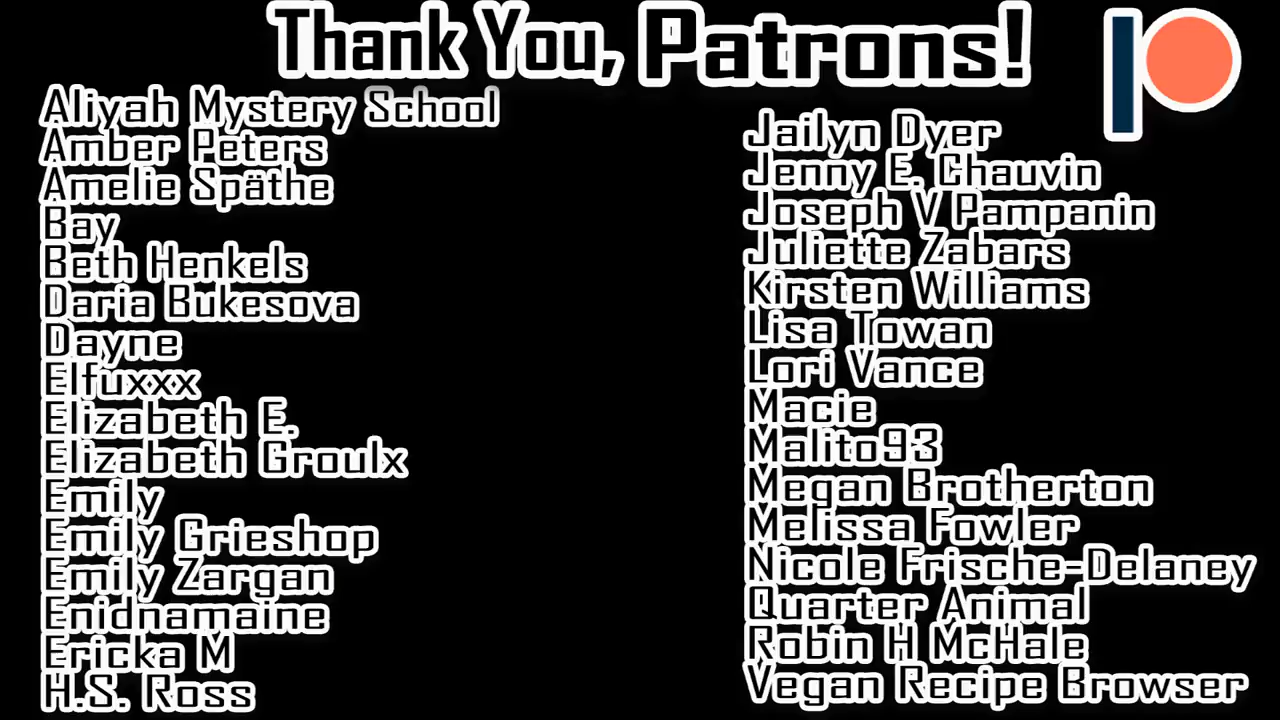 Thank You, Patrons!
Aliyah Mystery School
Amber Peters
Amelie Späthe
Bay
Beth Henkels
Daria Bukesova
Dayne
Elfuxxx
Elizabeth E.
Elizabeth Groulx
Emily
Emily Grieshop
Emily Zargan
Enidnamaine
Ericka M
H.S. Ross
Jailyn Dyer
Jenny E. Chauvin
Joseph V Pampanin
Juliette Zabars
Kirsten Williams
Lisa Towan
Lori Vance
Macie
Malito93
Megan Brotherton
Melissa Fowler
Nicole Frische-Delaney
Quarter Animal
Robin H McHale
Vegan Recipe Browser